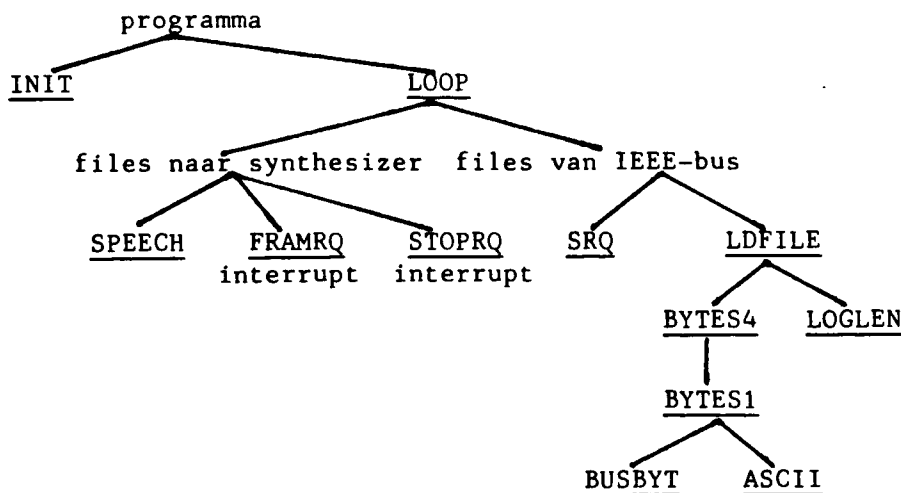 programma
INIT LOOP
files naar synthesizer files van IEEE-bus
SPEECH FRAMRQ STOPRQ SRQ LDFILE
interrupt interrupt
BYTES4 LOGLEN
BYTES1
BUSBYT ASCII